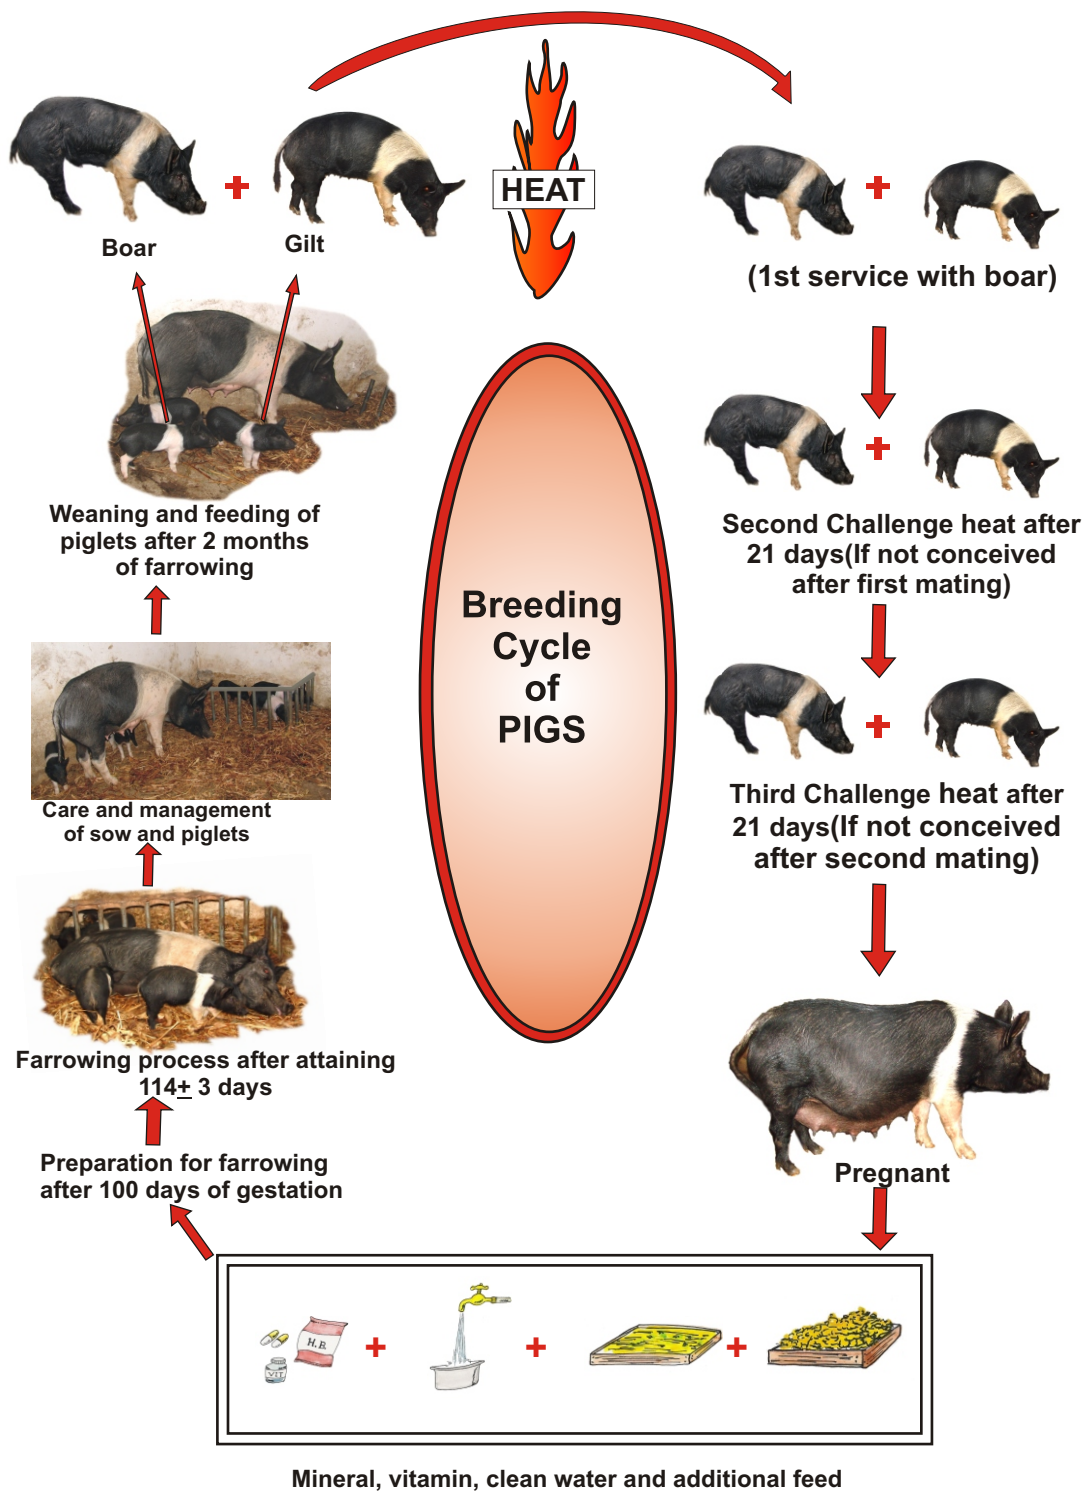 HEAT
Boar
Gilt
(1st service with boar)
Second Challenge heat after
21 days(If not conceived
after first mating)
Third Challenge heat after
21 days(If not conceived
after second mating)
Pregnant
H.B.
VIT
Mineral, vitamin, clean water and additional feed
Preparation for farrowing
after 100 days of gestation
Farrowing process after attaining
114± 3 days
Care and management
of sow and piglets
Weaning and feeding of
piglets after 2 months
of farrowing
Breeding
Cycle
of
PIGS